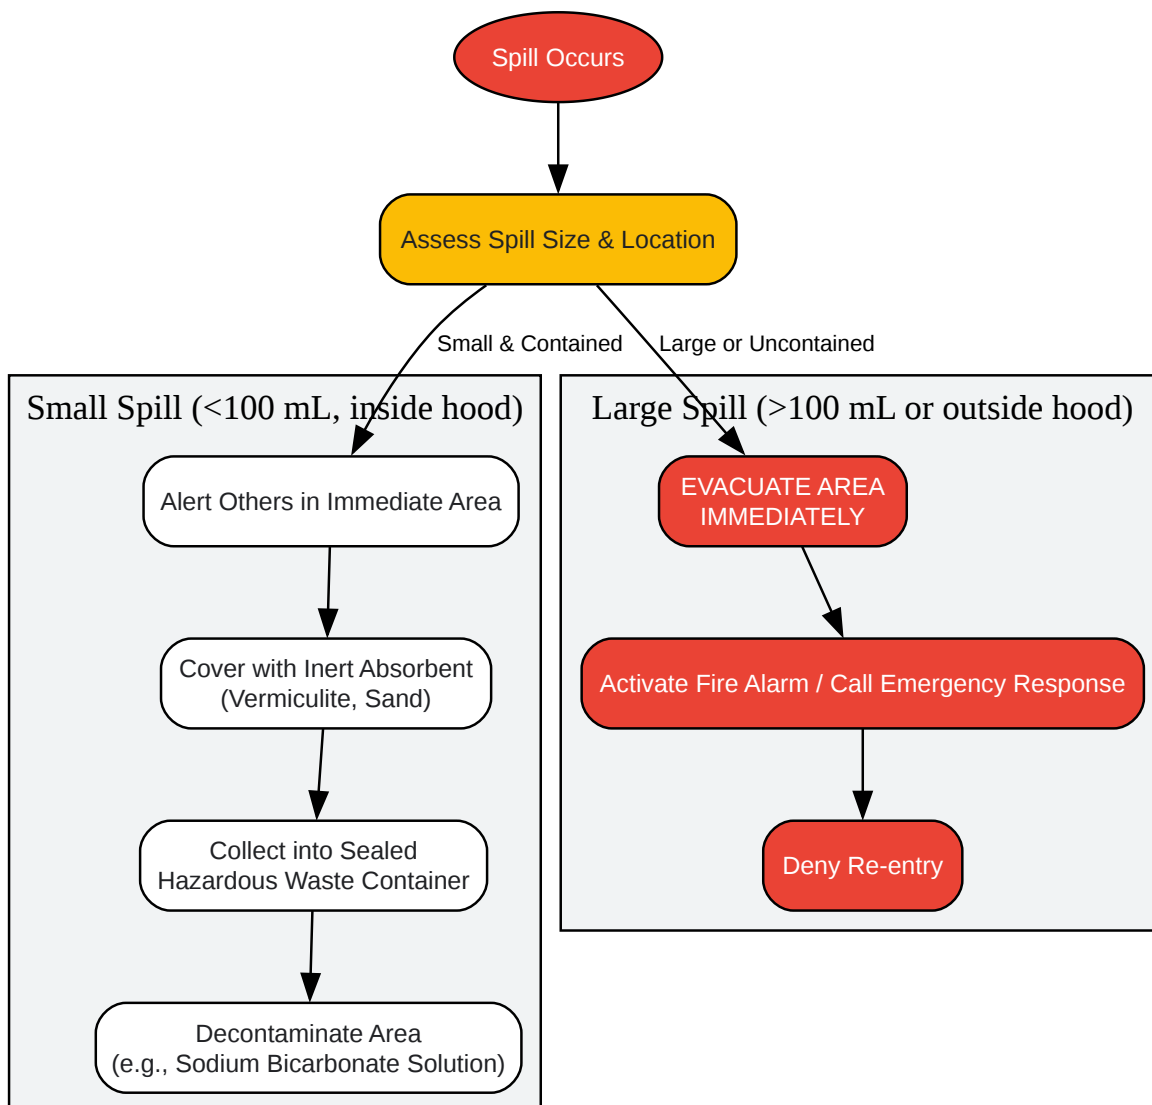 Spill Occurs
Assess Spill Size & Location
Small & Contained
Large or Uncontained
Small Spill (<100 mL, inside hood)
Alert Others in Immediate Area
Cover with Inert Absorbent
(Vermiculite, Sand)
Collect into Sealed
Hazardous Waste Container
Decontaminate Area
(e.g., Sodium Bicarbonate Solution)
Large Spill (>100 mL or outside hood)
EVACUATE AREA
IMMEDIATELY
Activate Fire Alarm / Call Emergency Response
Deny Re-entry